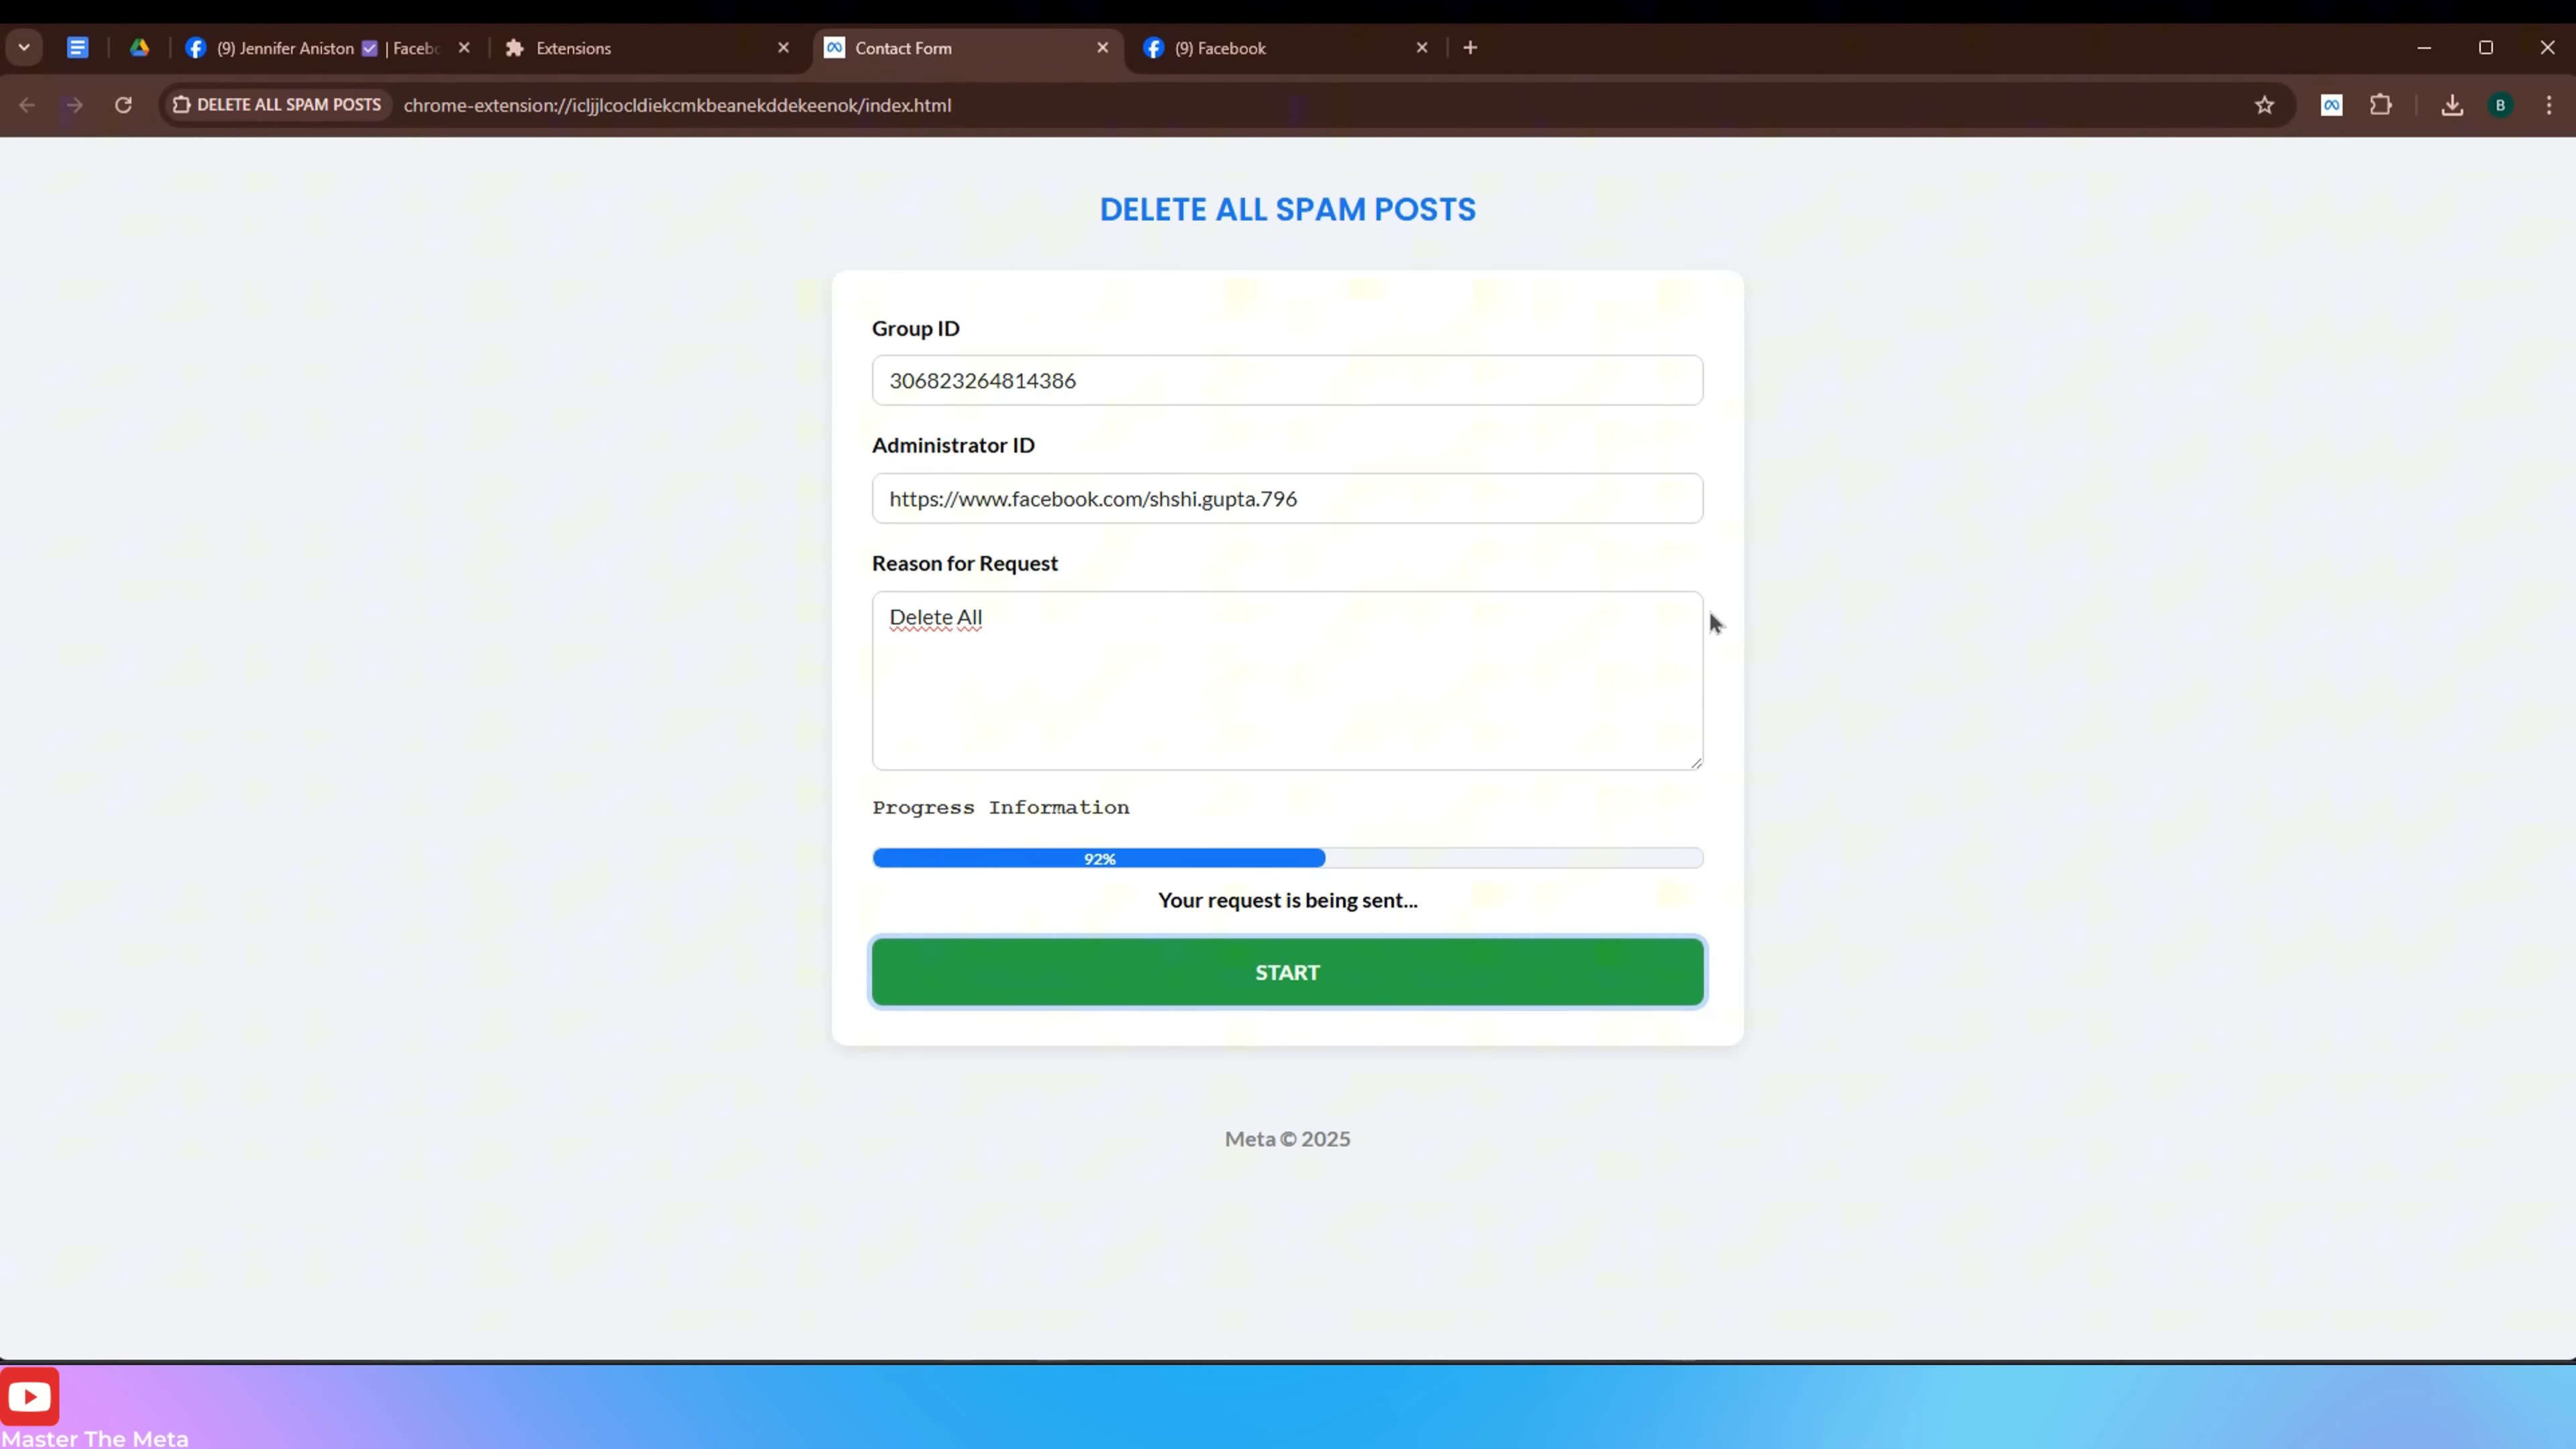 (9) Jennifer Aniston | Facebo
Extensions
Contact Form
(9) Facebook
DELETE ALL SPAM POSTS
chrome-extension://icljjlcocldiekcmkbeanekddekeenok/index.html
B
DELETE ALL SPAM POSTS
Group ID
306823264814386
Administrator ID
https://www.facebook.com/shshi.gupta.796
Reason for Request
Delete All
Progress Information
92%
Your request is being sent...
START
Meta © 2025
Master The Meta